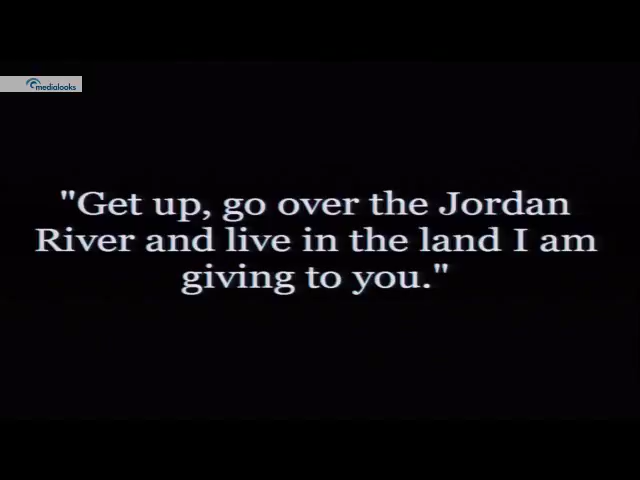 medialooks
"Get up, go over the Jordan
River and live in the land I am
giving to you."